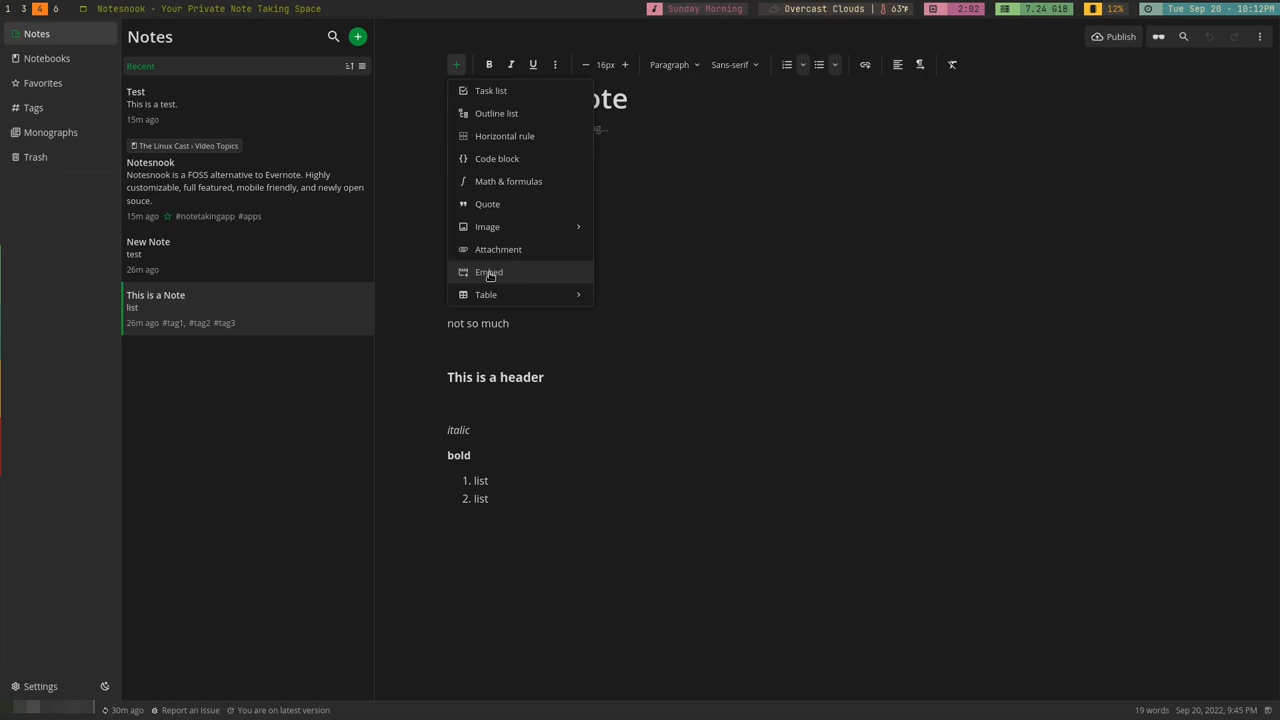 1 3 4 6 Notesnook - Your Private Note Taking Space Sunday Morning Overcast Clouds | 63°F 2:02 7.24 GiB 12% Tue Sep 20 - 10:12PM
Notes
Notebooks
Favorites
Tags
Monographs
Trash
Settings
Notes
Recent
Test
This is a test.
15m ago
The Linux Cast › Video Topics
Notesnook
Notesnook is a FOSS alternative to Evernote. Highly
customizable, full featured, mobile friendly, and newly open
souce.
15m ago #notetakingapp #apps
New Note
test
26m ago
This is a Note
list
26m ago #tag1, #tag2 #tag3
Publish
B I U 16px Paragraph Sans-serif
ote
g...
Task list
Outline list
Horizontal rule
Code block
Math & formulas
Quote
Image
Attachment
Embed
Table
not so much
This is a header
italic
bold
1. list
2. list
30m ago Report an issue You are on latest version 19 words Sep 20, 2022, 9:45 PM